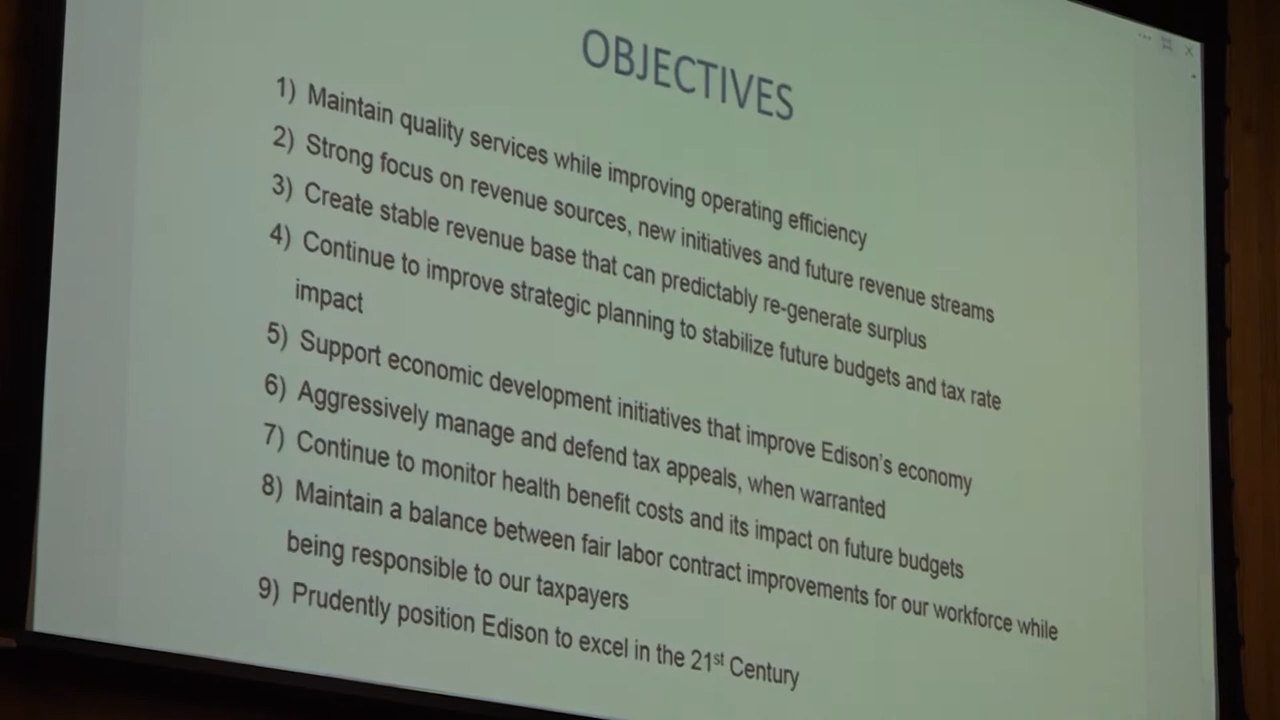 OBJECTIVES
1) Maintain quality services while improving operating efficiency
2) Strong focus on revenue sources, new initiatives and future revenue streams
3) Create stable revenue base that can predictably re-generate surplus
4) Continue to improve strategic planning to stabilize future budgets and tax rate
impact
5) Support economic development initiatives that improve Edison's economy
6) Aggressively manage and defend tax appeals, when warranted
7) Continue to monitor health benefit costs and its impact on future budgets
8) Maintain a balance between fair labor contract improvements for our workforce while
being responsible to our taxpayers
9) Prudently position Edison to excel in the 21st Century